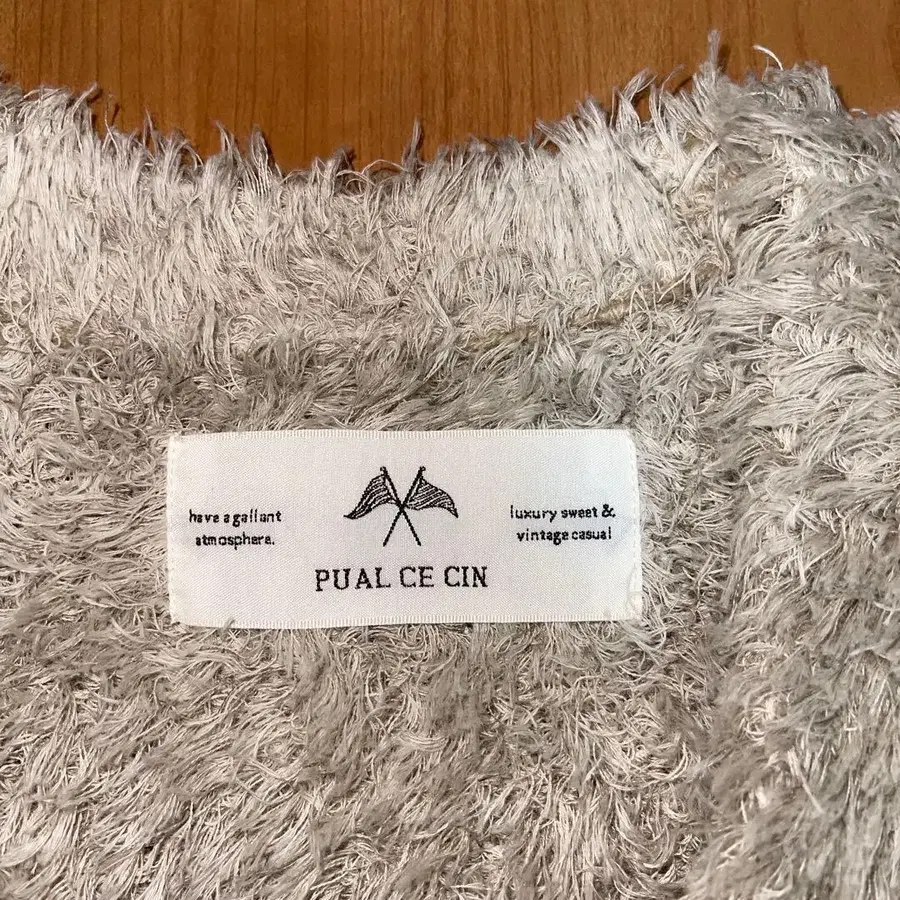 have a gallant
atmosphere.
luxury sweet &
vintage casual
PUAL CE CIN